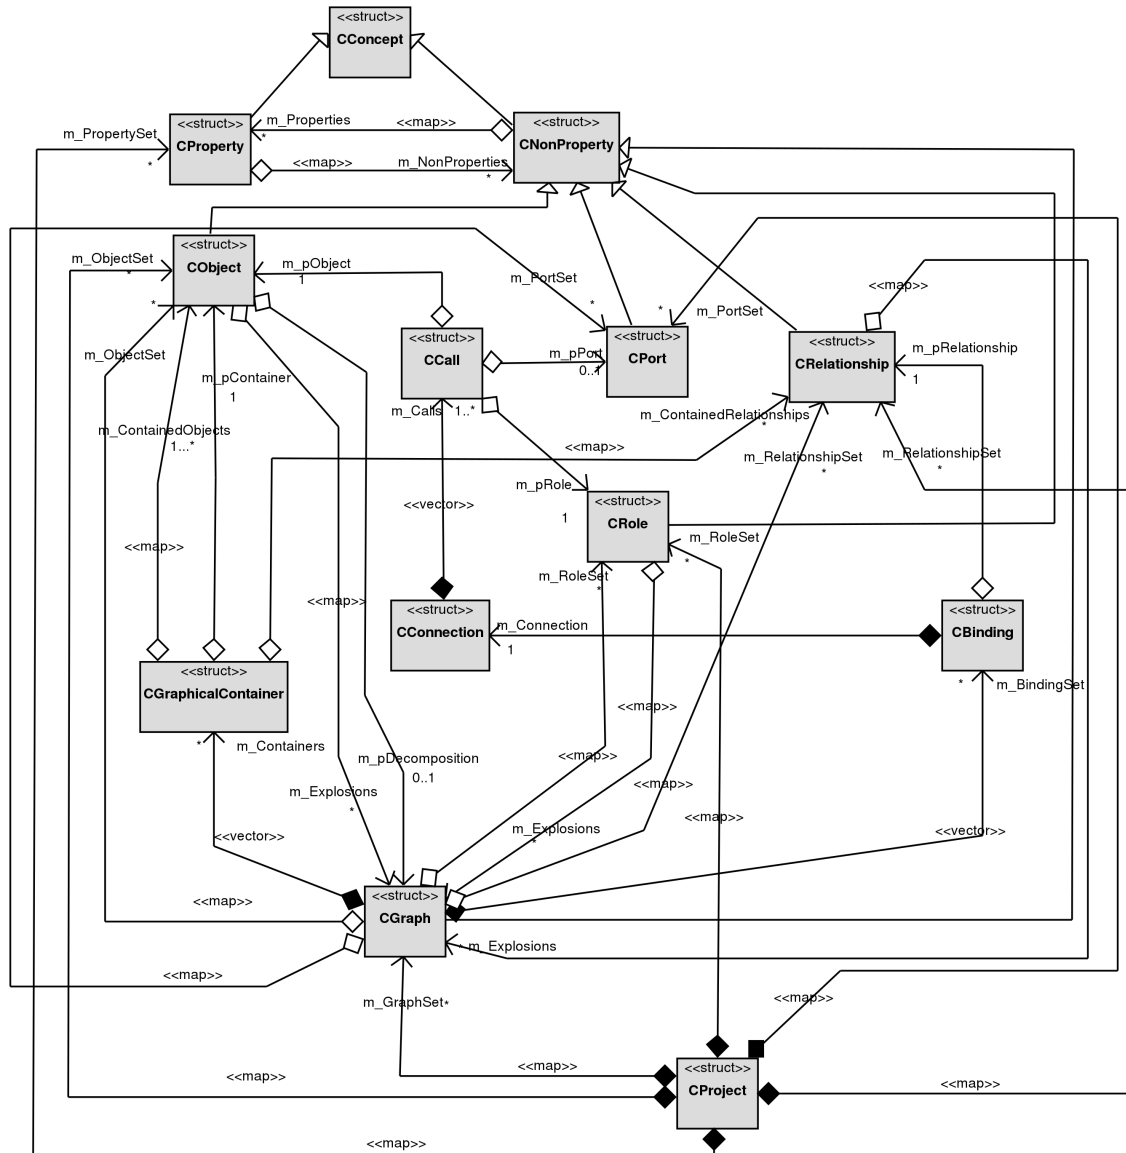 <<struct>>
CConcept
<<struct>>
CProperty
<<struct>>
CNonProperty
m_Properties
*
<<map>>
m_PropertySet
*
<<map>>
m_NonProperties
*
<<struct>>
CObject
m_ObjectSet
*
m_pObject
1
m_PortSet
*
*
m_PortSet
<<map>>
*
<<struct>>
CCall
m_pPort
0..1
<<struct>>
CPort
<<struct>>
CRelationship
m_pRelationship
1
m_ObjectSet
m_pContainer
1
m_Calls
1..*
m_ContainedRelationships
*
m_ContainedObjects
1...*
<<map>>
m_RelationshipSet
*
m_RelationshipSet
*
m_pRole
1
<<struct>>
CRole
<<vector>>
<<map>>
m_RoleSet
*
m_RoleSet
*
<<map>>
<<struct>>
CConnection
m_Connection
1
<<struct>>
CBinding
<<struct>>
CGraphicalContainer
*
m_BindingSet
<<map>>
*
m_Containers
m_pDecomposition
0..1
<<map>>
<<map>>
m_Explosions
*
<<map>>
m_Explosions
*
<<vector>>
<<vector>>
<<struct>>
CGraph
<<map>>
* m_Explosions
<<map>>
<<map>>
m_GraphSet*
<<struct>>
CProject
<<map>>
<<map>>
<<map>>
<<map>>